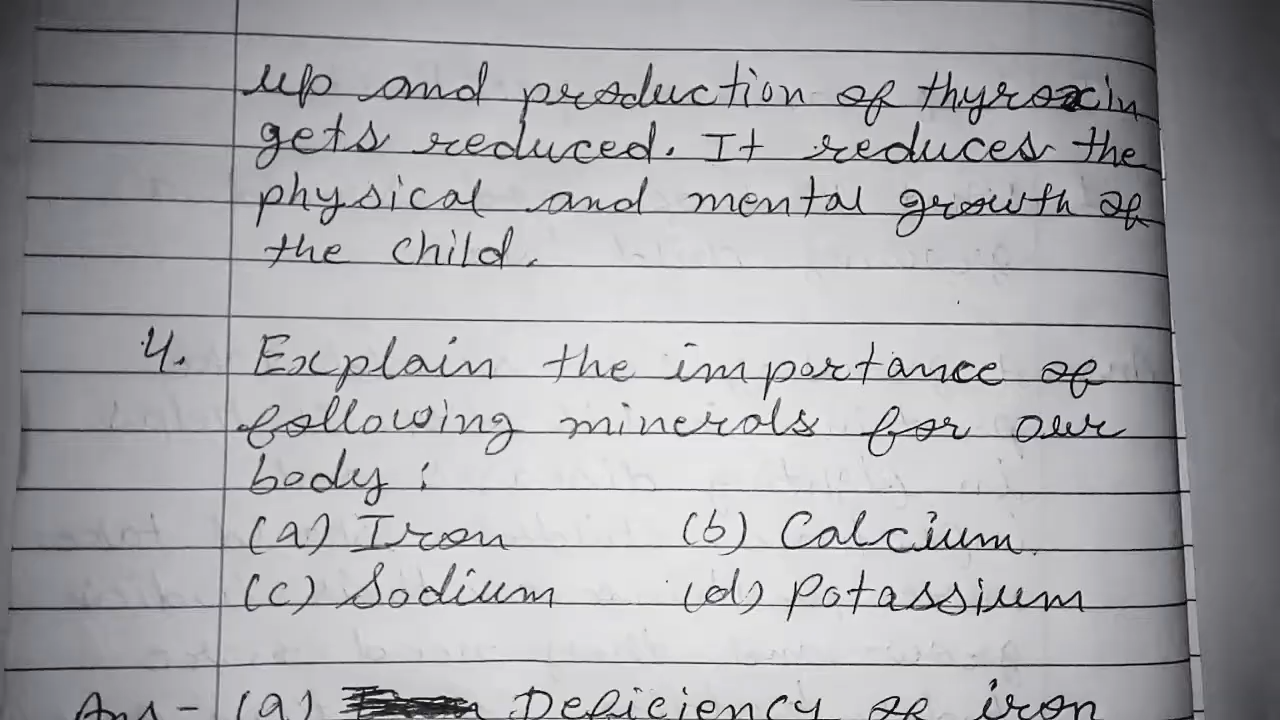 up and production of thyroxin
gets reduced. It reduces the
physical and mental growth of
the child.
4. Explain the importance of
following minerals for our
body :
(a) Iron (b) Calcium.
(c) Sodium (d) Potassium
Ans - (a) Deficiency of iron